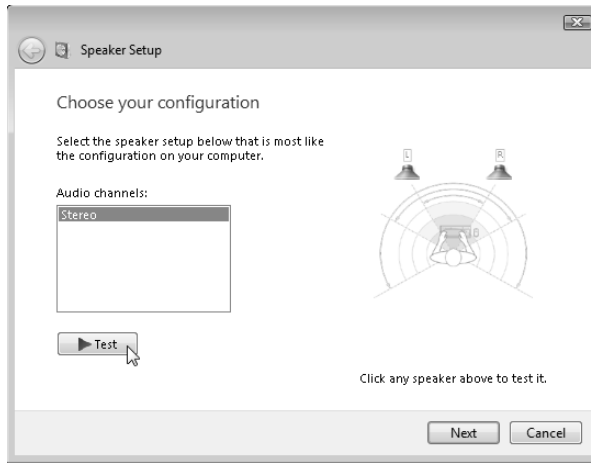 Speaker Setup
Choose your configuration
Select the speaker setup below that is most like
the configuration on your computer.
Audio channels:
Stereo
L
R
Test
Click any speaker above to test it.
Next
Cancel